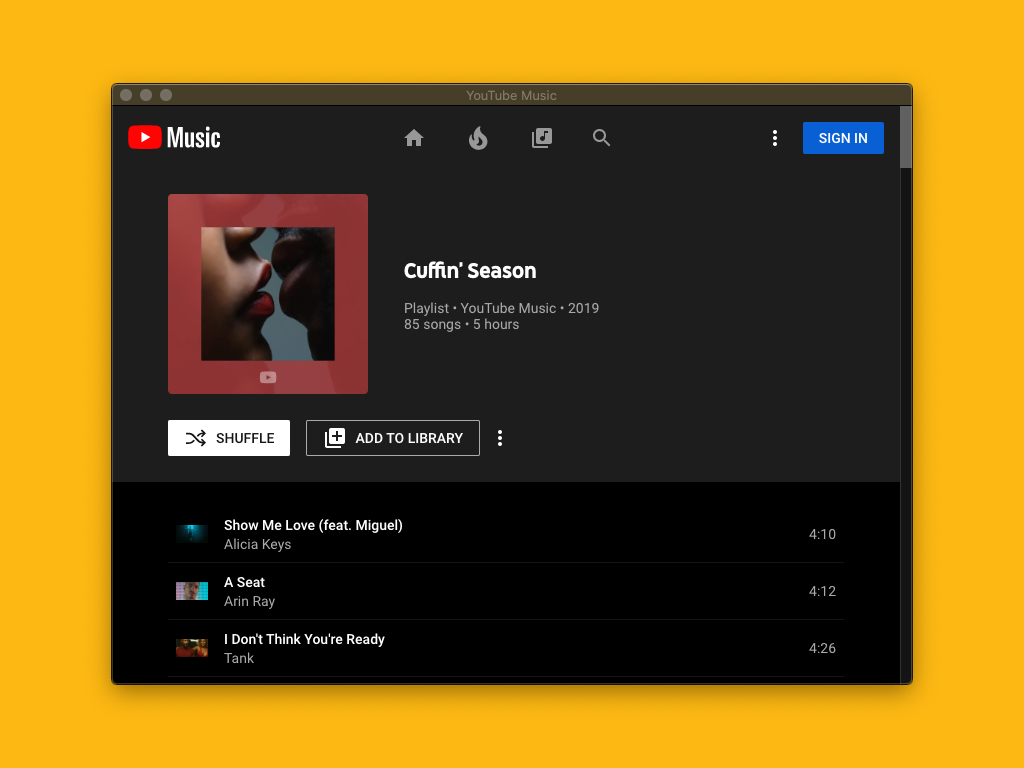 YouTube Music
Music
SIGN IN
Cuffin' Season
Playlist • YouTube Music • 2019
85 songs • 5 hours
SHUFFLE
ADD TO LIBRARY
Show Me Love (feat. Miguel)
Alicia Keys
4:10
A Seat
Arin Ray
4:12
I Don't Think You're Ready
Tank
4:26